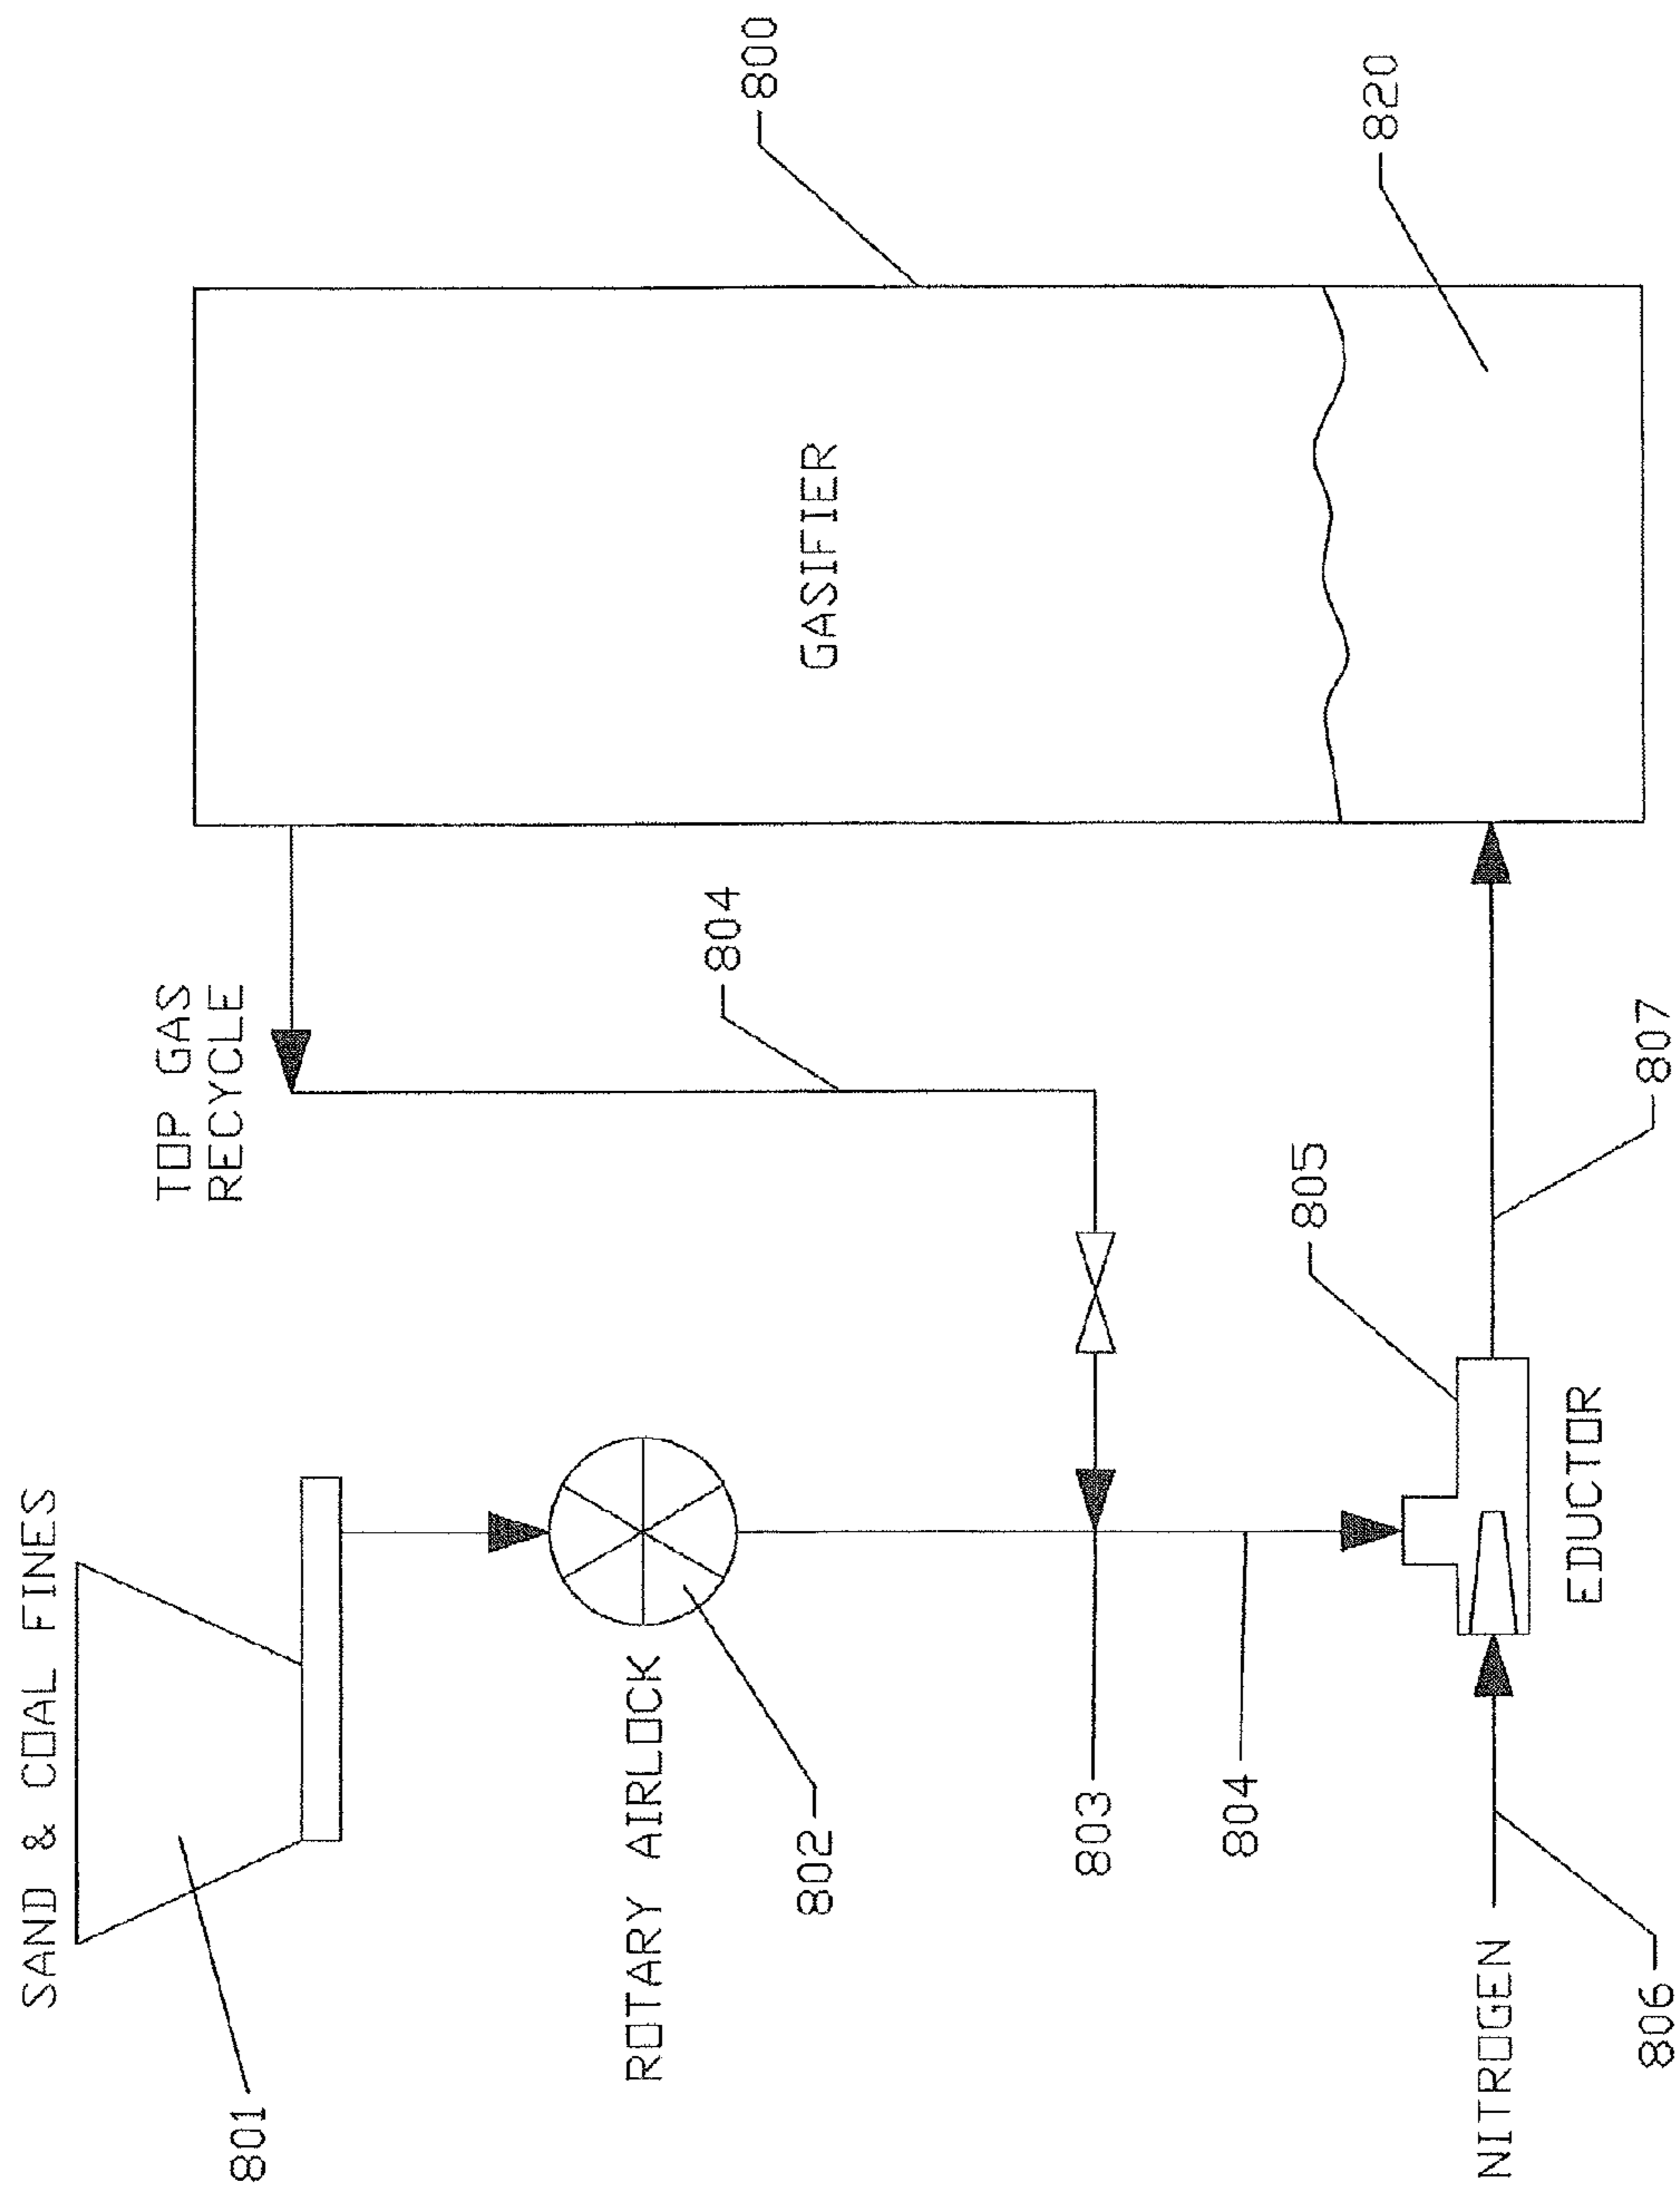 SAND & COAL FINES
TOP GAS
RECYCLE
801
ROTARY AIRLOCK
804
800
802
GASIFIER
803
804
805
820
NITROGEN
EDUCTOR
806
807